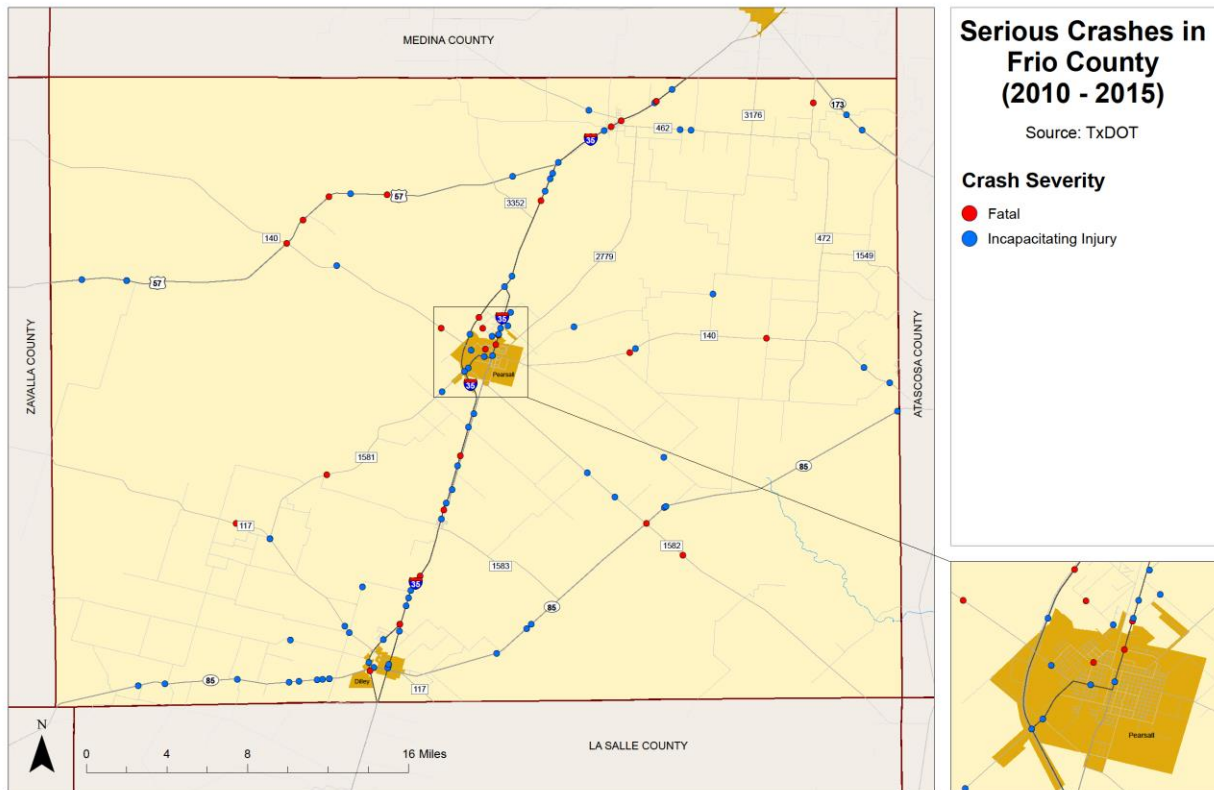 MEDINA COUNTY
173
3176
462
35
57
3352
140
472
2779
1549
57
35
140
ZAVALLA COUNTY
ATASCOSA COUNTY
Pearsall
35
1581
85
117
1582
1583
35
85
Dilley
85
117
N
0 4 8 16 Miles
LA SALLE COUNTY
Serious Crashes in
Frio County
(2010 - 2015)
Source: TxDOT
Crash Severity
Fatal
Incapacitating Injury
Pearsall